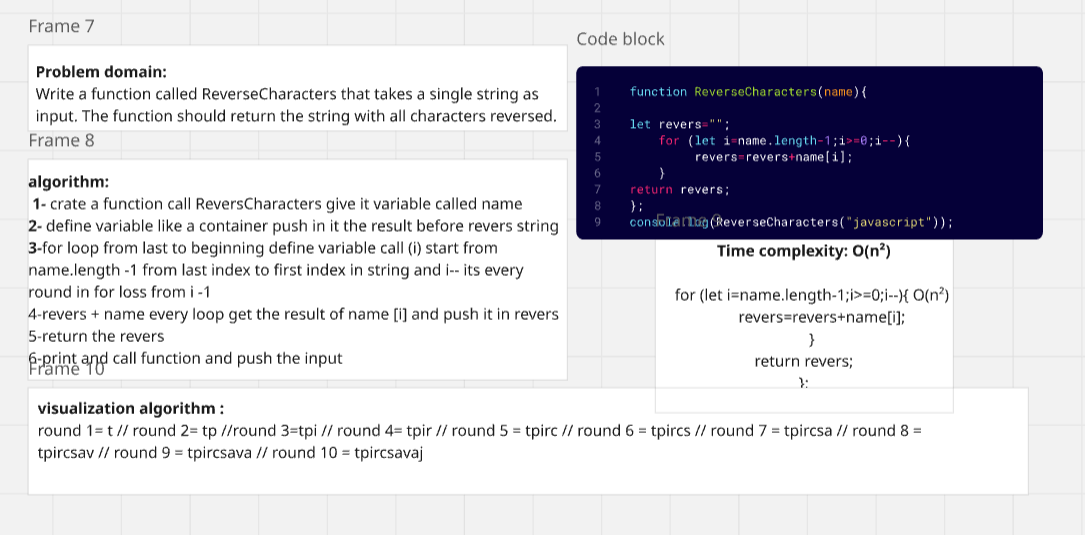 Frame 7
Problem domain:
Write a function called ReverseCharacters that takes a single string as
input. The function should return the string with all characters reversed.
Frame 8
algorithm:
1- crate a function call ReversCharacters give it variable called name
2- define variable like a container push in it the result before revers string
3-for loop from last to beginning define variable call (i) start from
name.length -1 from last index to first index in string and i-- its every
round in for loss from i -1
4-revers + name every loop get the result of name [i] and push it in revers
5-return the revers
6-print and call function and push the input
Frame 10
visualization algorithm :
round 1= t // round 2= tp //round 3=tpi // round 4= tpir // round 5 = tpirc // round 6 = tpircs // round 7 = tpircsa // round 8 =
tpircsav // round 9 = tpircsava // round 10 = tpircsavaj
Code block
1 function ReverseCharacters(name){
2
3 let revers="";
4 for (let i=name.length-1;i>=0;i--){
5 revers=revers+name[i];
6 }
7 return revers;
8 };
9 console.log(ReverseCharacters("javascript"));
Frame
Time complexity: O(n²)
for (let i=name.length-1;i>=0;i--){ O(n²)
revers=revers+name[i];
}
return revers;
};